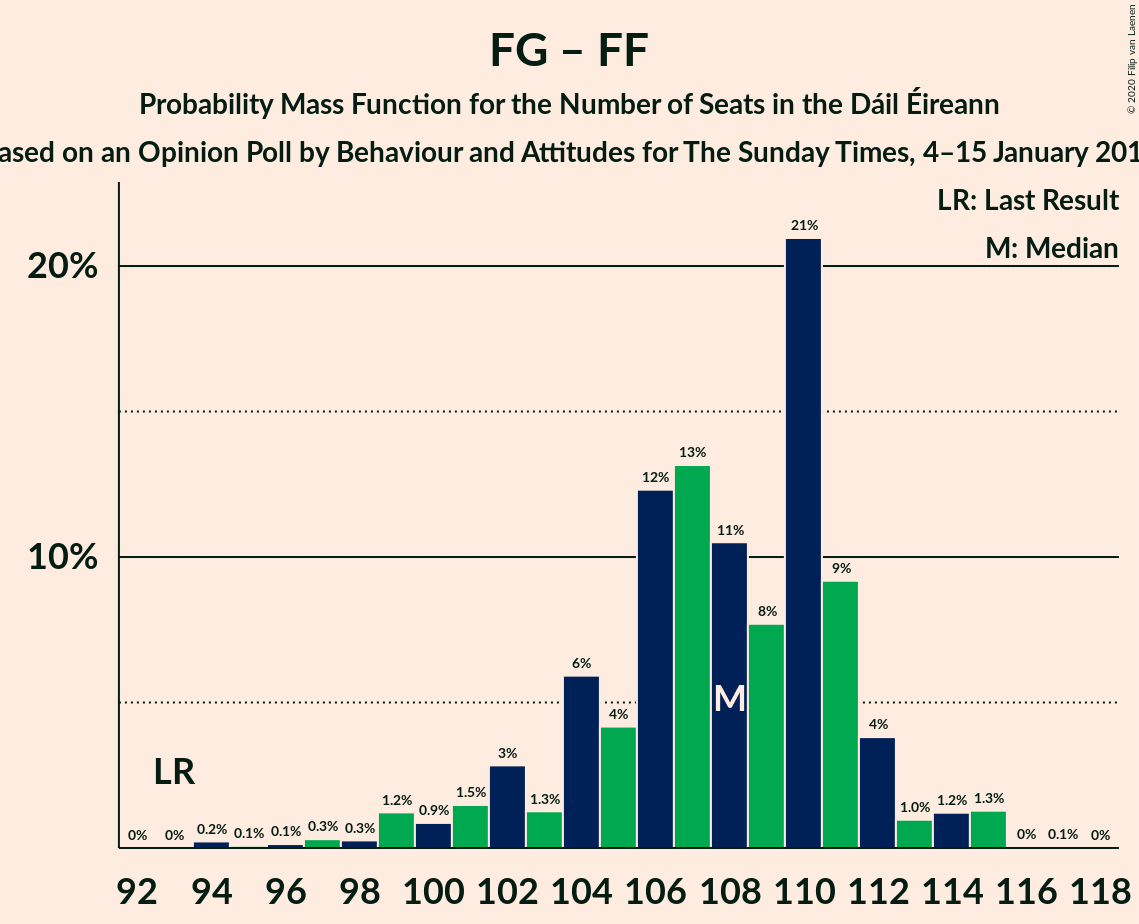 FG – FF
Probability Mass Function for the Number of Seats in the Dáil Éireann
ased on an Opinion Poll by Behaviour and Attitudes for The Sunday Times, 4–15 January 201
© 2020 Filip van Laenen
LR: Last Result
M: Median
20%
10%
0% 0% 0.2% 0.1% 0.1% 0.3% 0.3% 1.2% 0.9% 1.5% 3% 1.3% 6% 4% 12% 13% 11% 8% 21% 9% 4% 1.0% 1.2% 1.3% 0% 0.1% 0%
LR
M
92 94 96 98 100 102 104 106 108 110 112 114 116 118